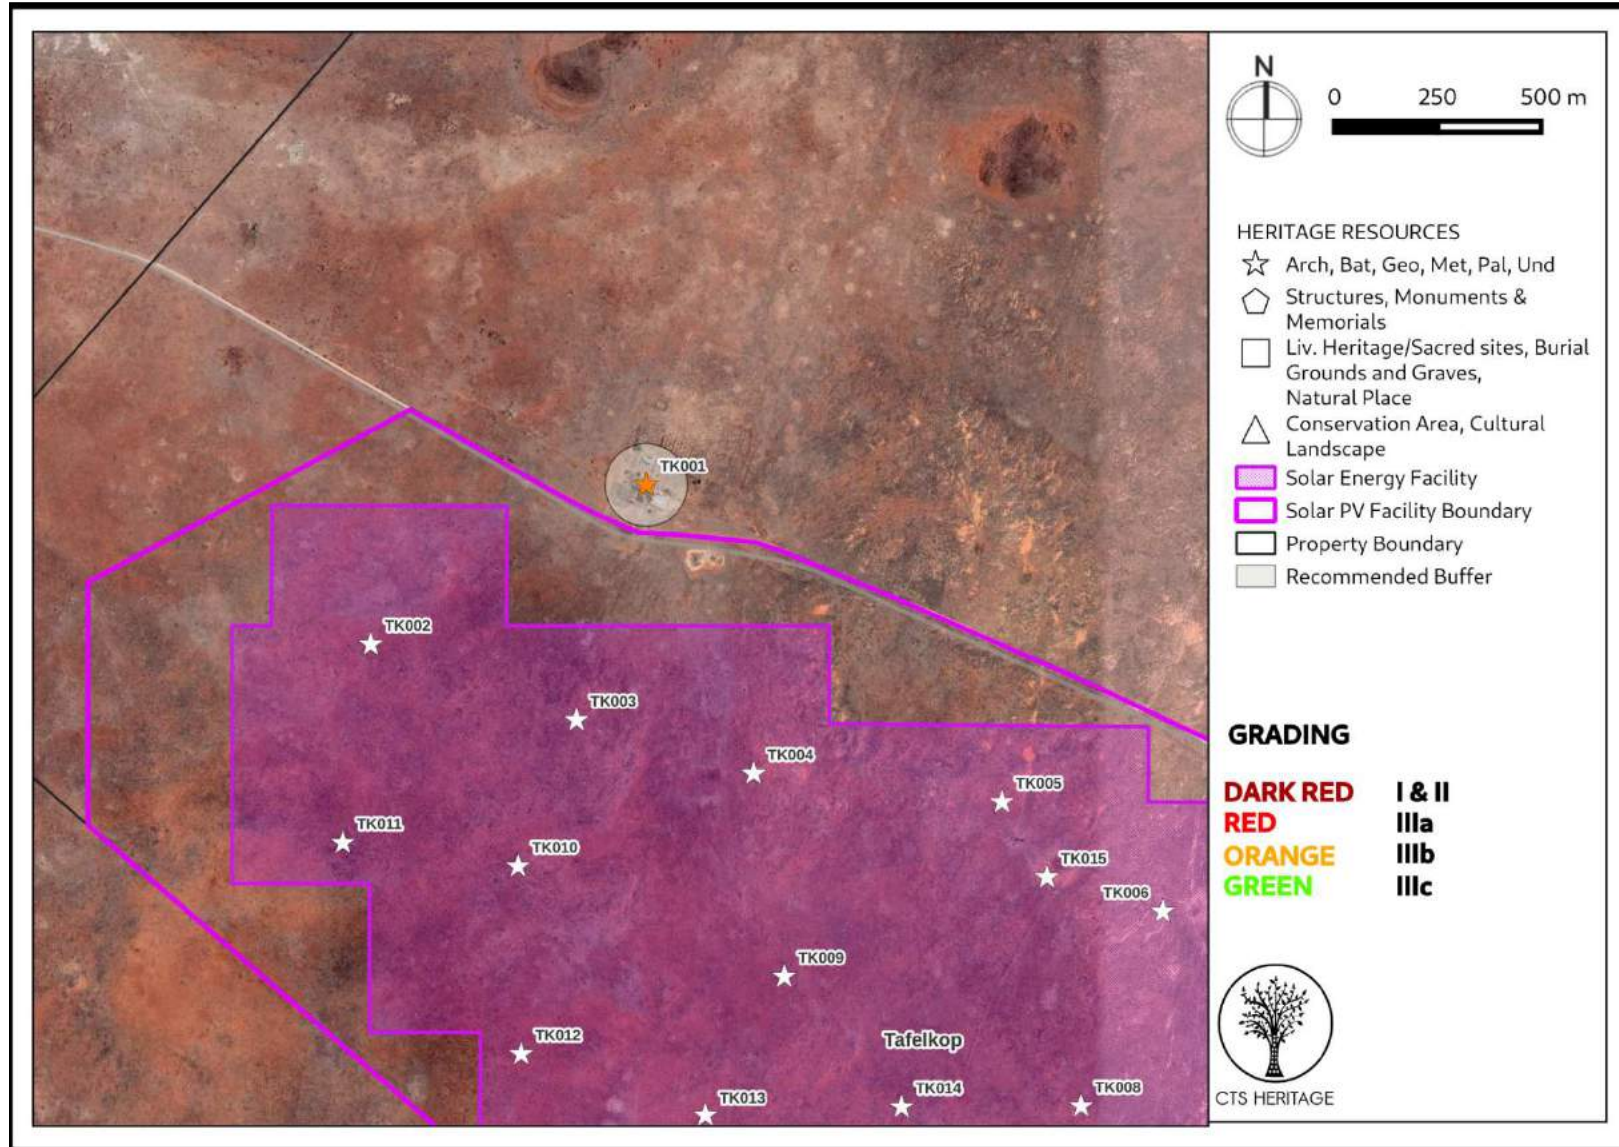 TK001
TK002
TK003
TK004
TK005
TK011
TK010
TK015
TK006
TK009
TK012
Tafelkop
TK013
TK014
TK008
N
0 250 500 m
HERITAGE RESOURCES
Arch, Bat, Geo, Met, Pal, Und
Structures, Monuments &
Memorials
Liv. Heritage/Sacred sites, Burial
Grounds and Graves,
Natural Place
Conservation Area, Cultural
Landscape
Solar Energy Facility
Solar PV Facility Boundary
Property Boundary
Recommended Buffer
GRADING
DARK RED I & II
RED IIIa
ORANGE IIIb
GREEN IIIc
CTS HERITAGE